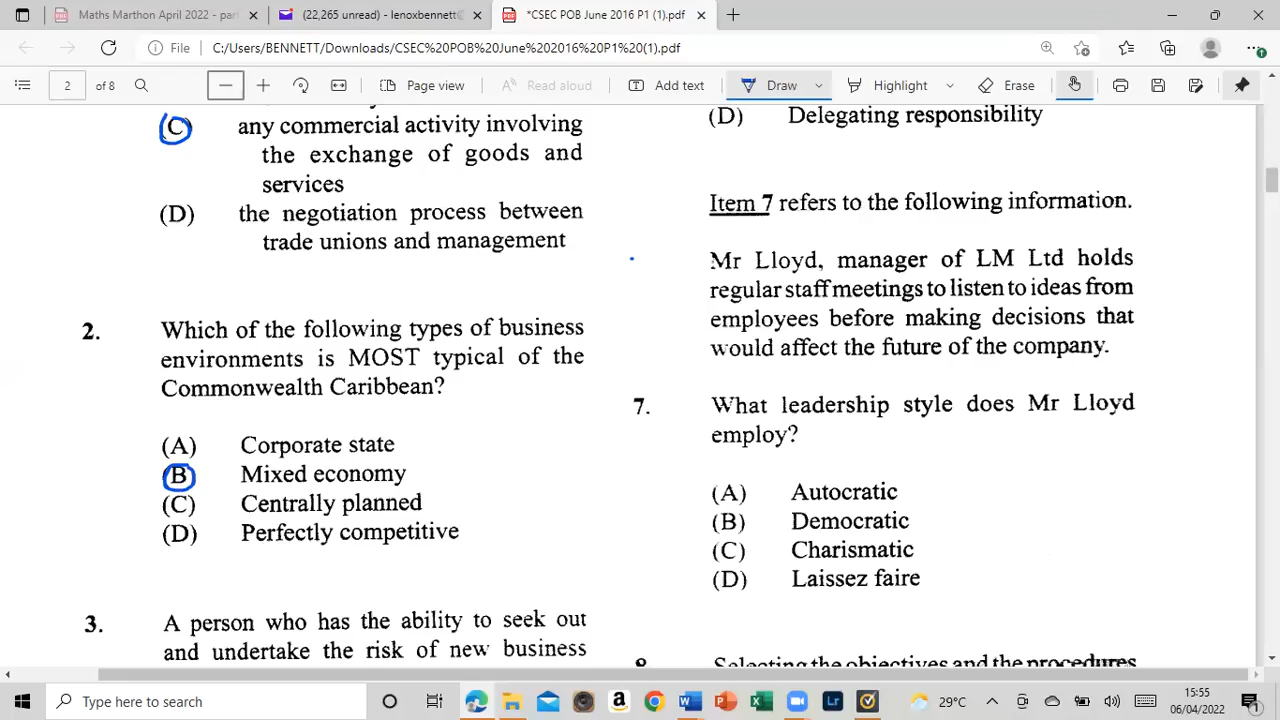 Maths Marthon April 2022 - part
(22,265 unread) - lenoxbennett@
*CSEC POB June 2016 P1 (1).pdf
File
C:/Users/BENNETT/Downloads/CSEC%20POB%20June%202016%20P1%20(1).pdf
2 of 8
Page view
Read aloud
Add text
Draw
Highlight
Erase
(C) any commercial activity involving
the exchange of goods and
services
(D) the negotiation process between
trade unions and management
2. Which of the following types of business
environments is MOST typical of the
Commonwealth Caribbean?
(A) Corporate state
(B) Mixed economy
(C) Centrally planned
(D) Perfectly competitive
3. A person who has the ability to seek out
and undertake the risk of new business
(D) Delegating responsibility
Item 7 refers to the following information.
Mr Lloyd, manager of LM Ltd holds
regular staff meetings to listen to ideas from
employees before making decisions that
would affect the future of the company.
7. What leadership style does Mr Lloyd
employ?
(A) Autocratic
(B) Democratic
(C) Charismatic
(D) Laissez faire
8. Selecting the objectives and the procedures
Type here to search
29°C
15:55
06/04/2022